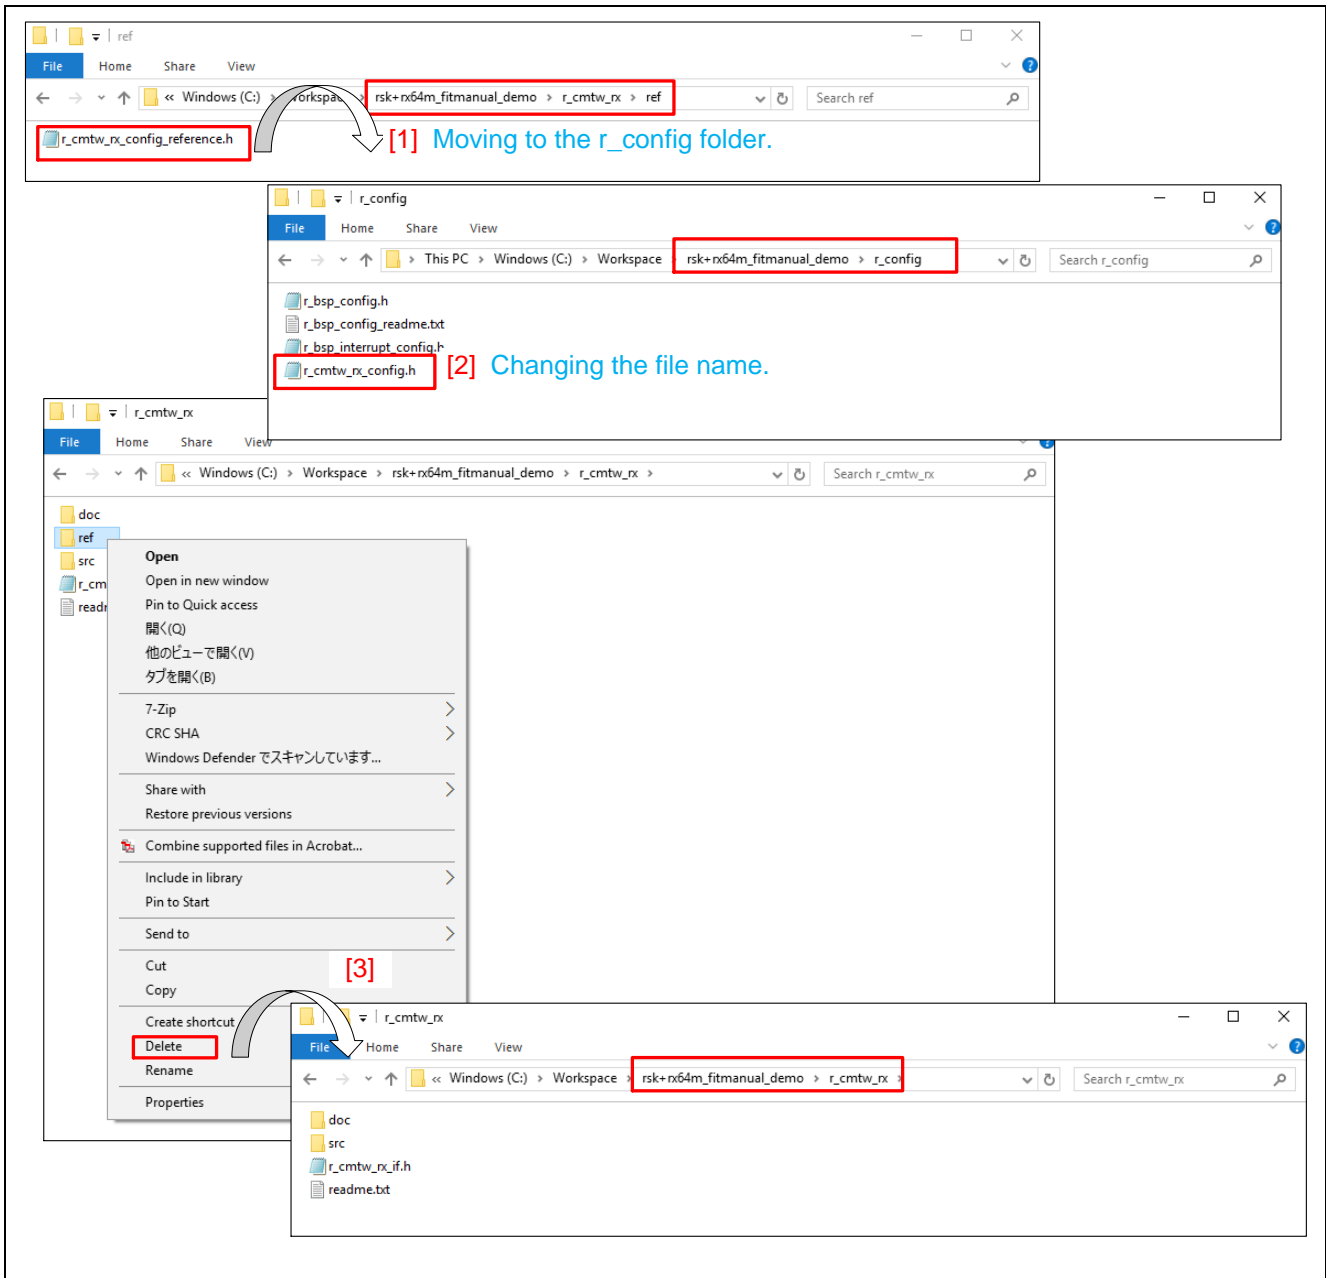 ref
File Home Share View
« Windows (C:) > Workspace > rsk+rx64m_fitmanual_demo > r_cmtw_rx > ref Search ref
r_cmtw_rx_config_reference.h
[1] Moving to the r_config folder.
r_config
File Home Share View
> This PC > Windows (C:) > Workspace > rsk+rx64m_fitmanual_demo > r_config Search r_config
r_bsp_config.h
r_bsp_config_readme.txt
r_bsp_interrupt_config.h
r_cmtw_rx_config.h
[2] Changing the file name.
r_cmtw_rx
File Home Share View
« Windows (C:) > Workspace > rsk+rx64m_fitmanual_demo > r_cmtw_rx > Search r_cmtw_rx
doc
ref
src
r_cm
readr
Open
Open in new window
Pin to Quick access
開く(Q)
他のビューで開く(V)
タブを開く(B)
7-Zip
CRC SHA
Windows Defender でスキャンしています...
Share with
Restore previous versions
Combine supported files in Acrobat...
Include in library
Pin to Start
Send to
Cut
Copy
[3]
Create shortcut
Delete
Rename
Properties
r_cmtw_rx
File Home Share View
« Windows (C:) > Workspace > rsk+rx64m_fitmanual_demo > r_cmtw_rx > Search r_cmtw_rx
doc
src
r_cmtw_rx_if.h
readme.txt